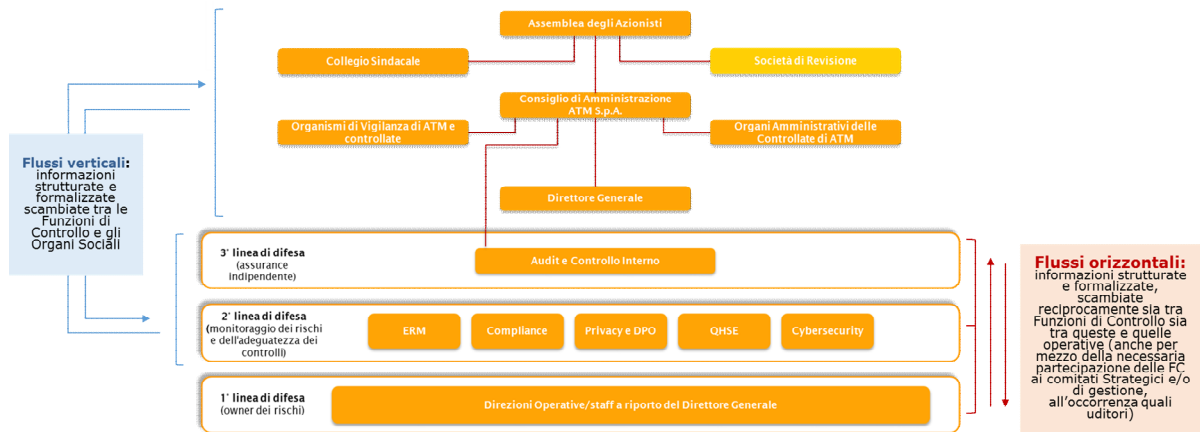 Assemblea degli Azionisti
Collegio Sindacale
Società di Revisione
Consiglio di Amministrazione
ATM S.p.A.
Organismi di Vigilanza di ATM e
controllate
Organi Amministrativi delle
Controllate di ATM
Direttore Generale
Flussi verticali:
informazioni
strutturate e
formalizzate
scambiate tra le
Funzioni di
Controllo e gli
Organi Sociali
3° linea di difesa
(assurance
indipendente)
Audit e Controllo Interno
2° linea di difesa
(monitoraggio dei rischi
e dell'adeguatezza dei
controlli)
ERM
Compliance
Privacy e DPO
QHSE
Cybersecurity
1° linea di difesa
(owner dei rischi)
Direzioni Operative/staff a riporto del Direttore Generale
Flussi orizzontali:
informazioni strutturate
e formalizzate,
scambiate
reciprocamente sia tra
Funzioni di Controllo sia
tra queste e quelle
operative (anche per
mezzo della necessaria
partecipazione delle FC
ai comitati Strategici e/o
di gestione,
all'occorrenza quali
uditori)